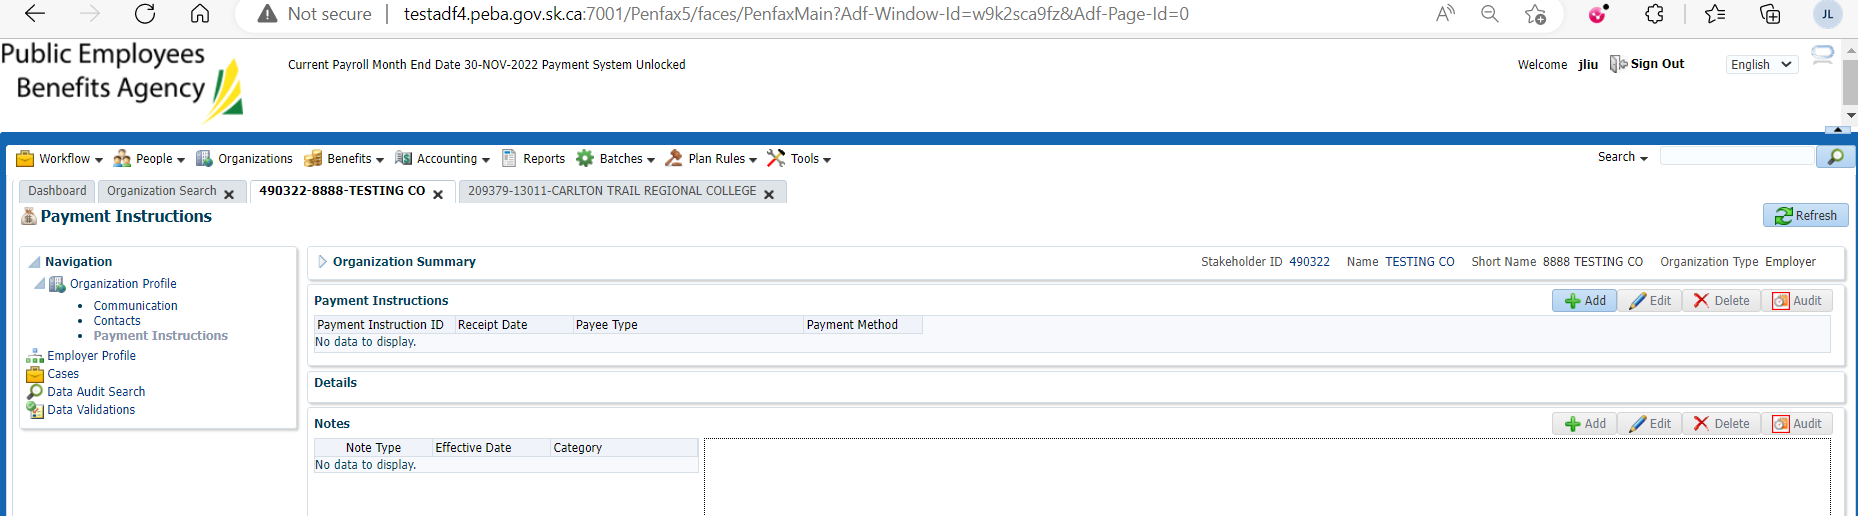 Not secure | testadf4.peba.gov.sk.ca:7001/Penfax5/faces/PenfaxMain?Adf-Window-Id=w9k2sca9fz&Adf-Page-Id=0 A JL
Public Employees
Benefits Agency
Current Payroll Month End Date 30-NOV-2022 Payment System Unlocked
Welcome jliu Sign Out English
Workflow People Organizations Benefits Accounting Reports Batches Plan Rules Tools Search
Dashboard Organization Search 490322-8888-TESTING CO 209379-13011-CARLTON TRAIL REGIONAL COLLEGE
Payment Instructions Refresh
Navigation
Organization Profile
Communication
Contacts
Payment Instructions
Employer Profile
Cases
Data Audit Search
Data Validations
Organization Summary Stakeholder ID 490322 Name TESTING CO Short Name 8888 TESTING CO Organization Type Employer
Payment Instructions Add Edit Delete Audit
Payment Instruction ID Receipt Date Payee Type Payment Method
No data to display.
Details
Notes Add Edit Delete Audit
Note Type Effective Date Category
No data to display.